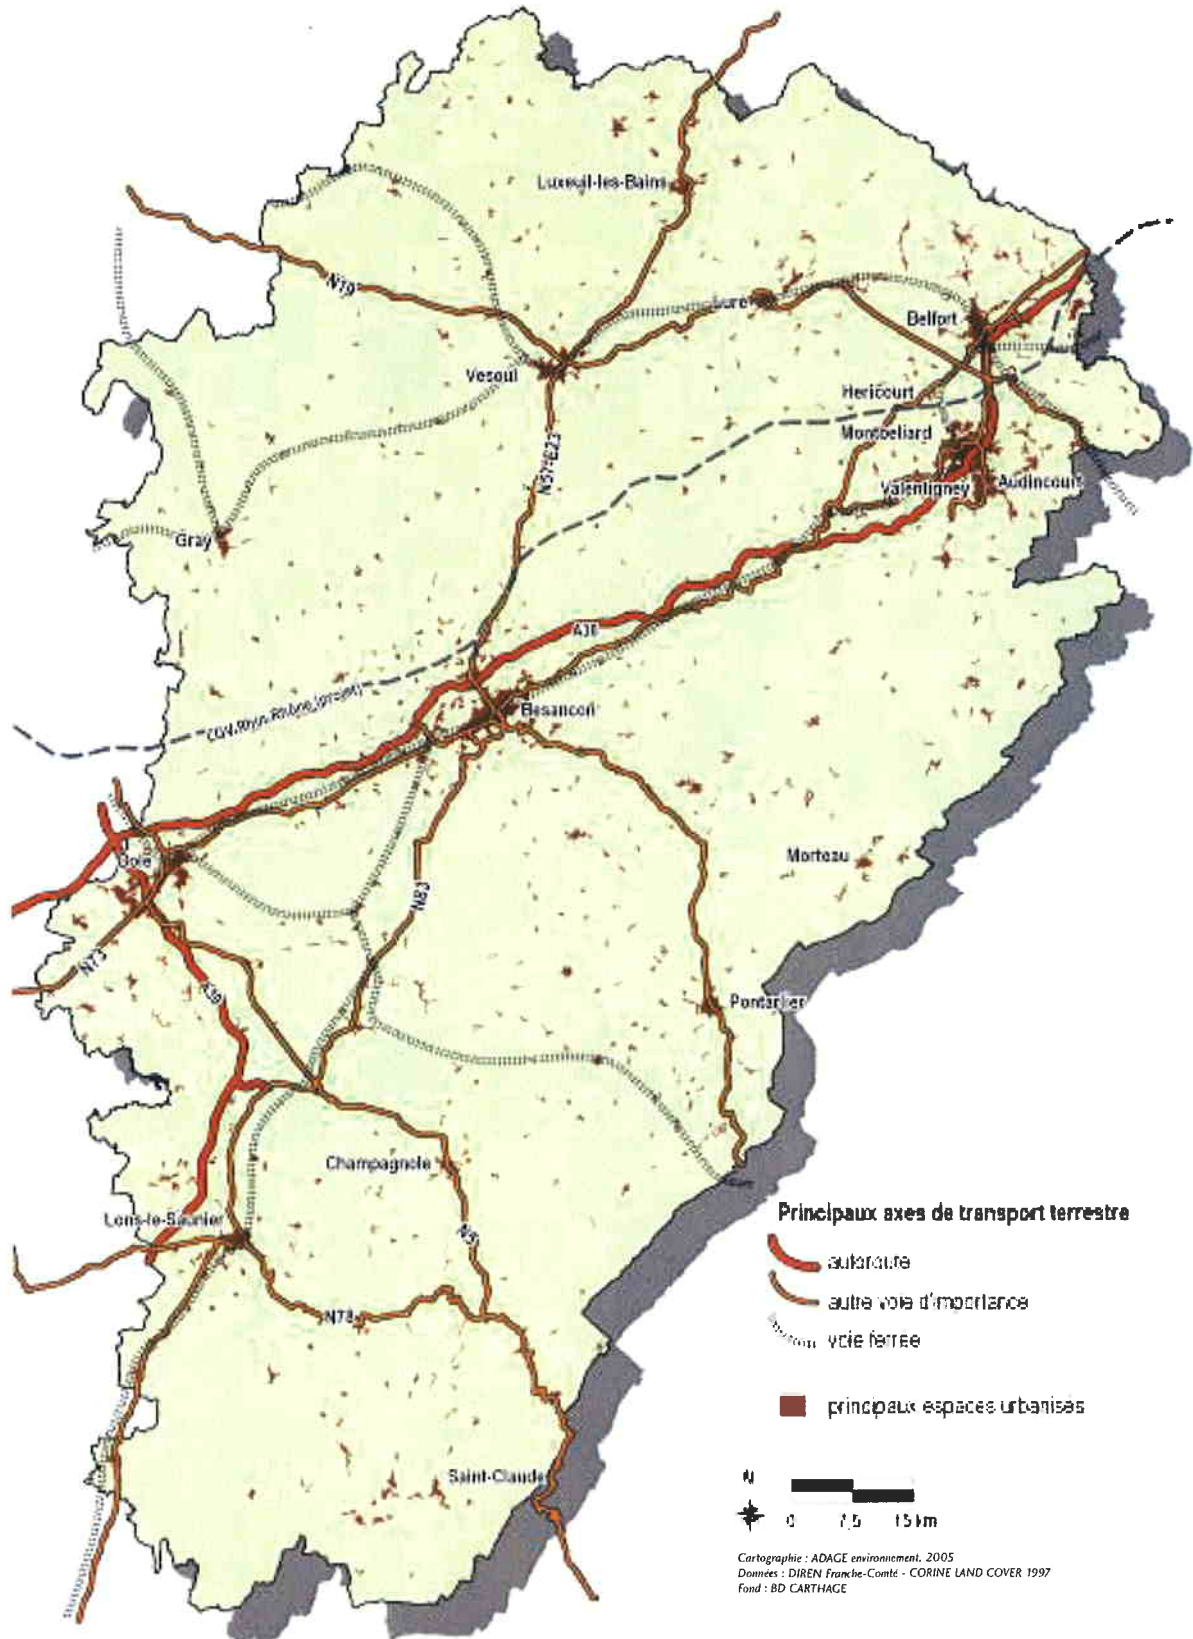 Luxeuil-les-Bains
N19
Lure
Belfort
Vesoul
Hericourt
Montbeliard
N57-E23
Valentigney
Audincourt
Gray
A36
LGV Rhin-Rhône (projet)
Besancon
Dole
Morteau
N83
N73
A39
Pontarlier
Champagnole
Lons-le-Saunier
N5
N78
Saint-Claude
Principaux axes de transport terrestre
autoroute
autre voie d'importance
voie ferree
principaux espaces urbanisés
N
0 7,5 15 km
Cartographie : ADAGE environnement, 2005
Données : DIREN Franche-Comté - CORINE LAND COVER 1997
Fond : BD CARTHAGE